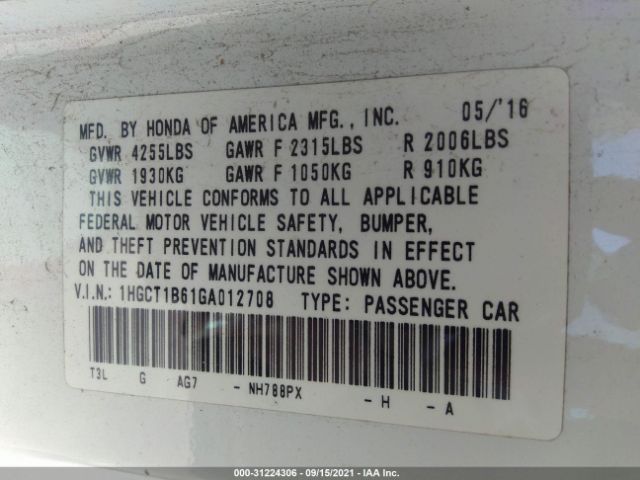 MFD. BY HONDA OF AMERICA MFG., INC. 05/'16
GVWR 4255LBS GAWR F 2315LBS R 2006LBS
GVWR 1930KG GAWR F 1050KG R 910KG
THIS VEHICLE CONFORMS TO ALL APPLICABLE
FEDERAL MOTOR VEHICLE SAFETY, BUMPER,
AND THEFT PREVENTION STANDARDS IN EFFECT
ON THE DATE OF MANUFACTURE SHOWN ABOVE.
V.I.N.: 1HGCT1B61GA012708 TYPE: PASSENGER CAR
T3L G AG7 - NH788PX - H - A
000-31224306 - 09/15/2021 - IAA Inc.